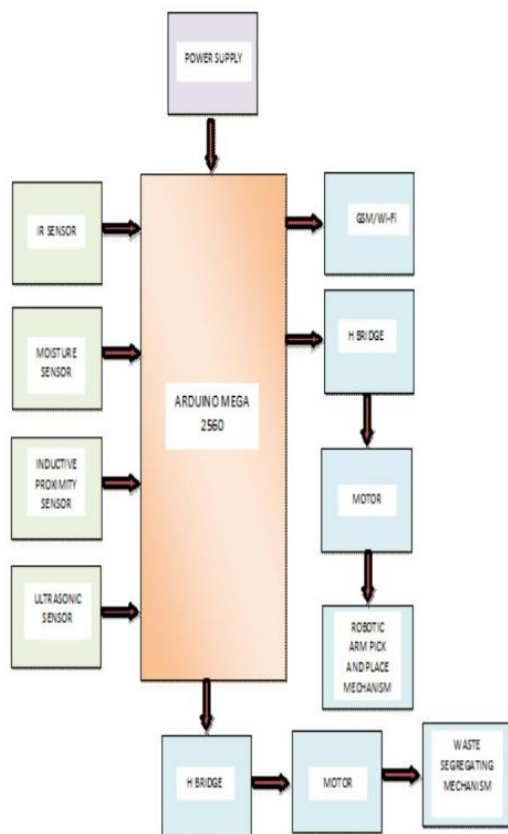 POWER SUPPLY
IR SENSOR
GSM/Wi-Fi
MOISTURE
SENSOR
H BRIDGE
ARDUINO MEGA
2560
INDUCTIVE
PROXIMITY
SENSOR
MOTOR
ULTRASONIC
SENSOR
ROBOTIC
ARM PICK
AND PLACE
MECHANISM
H BRIDGE
MOTOR
WASTE
SEGREGATING
MECHANISM